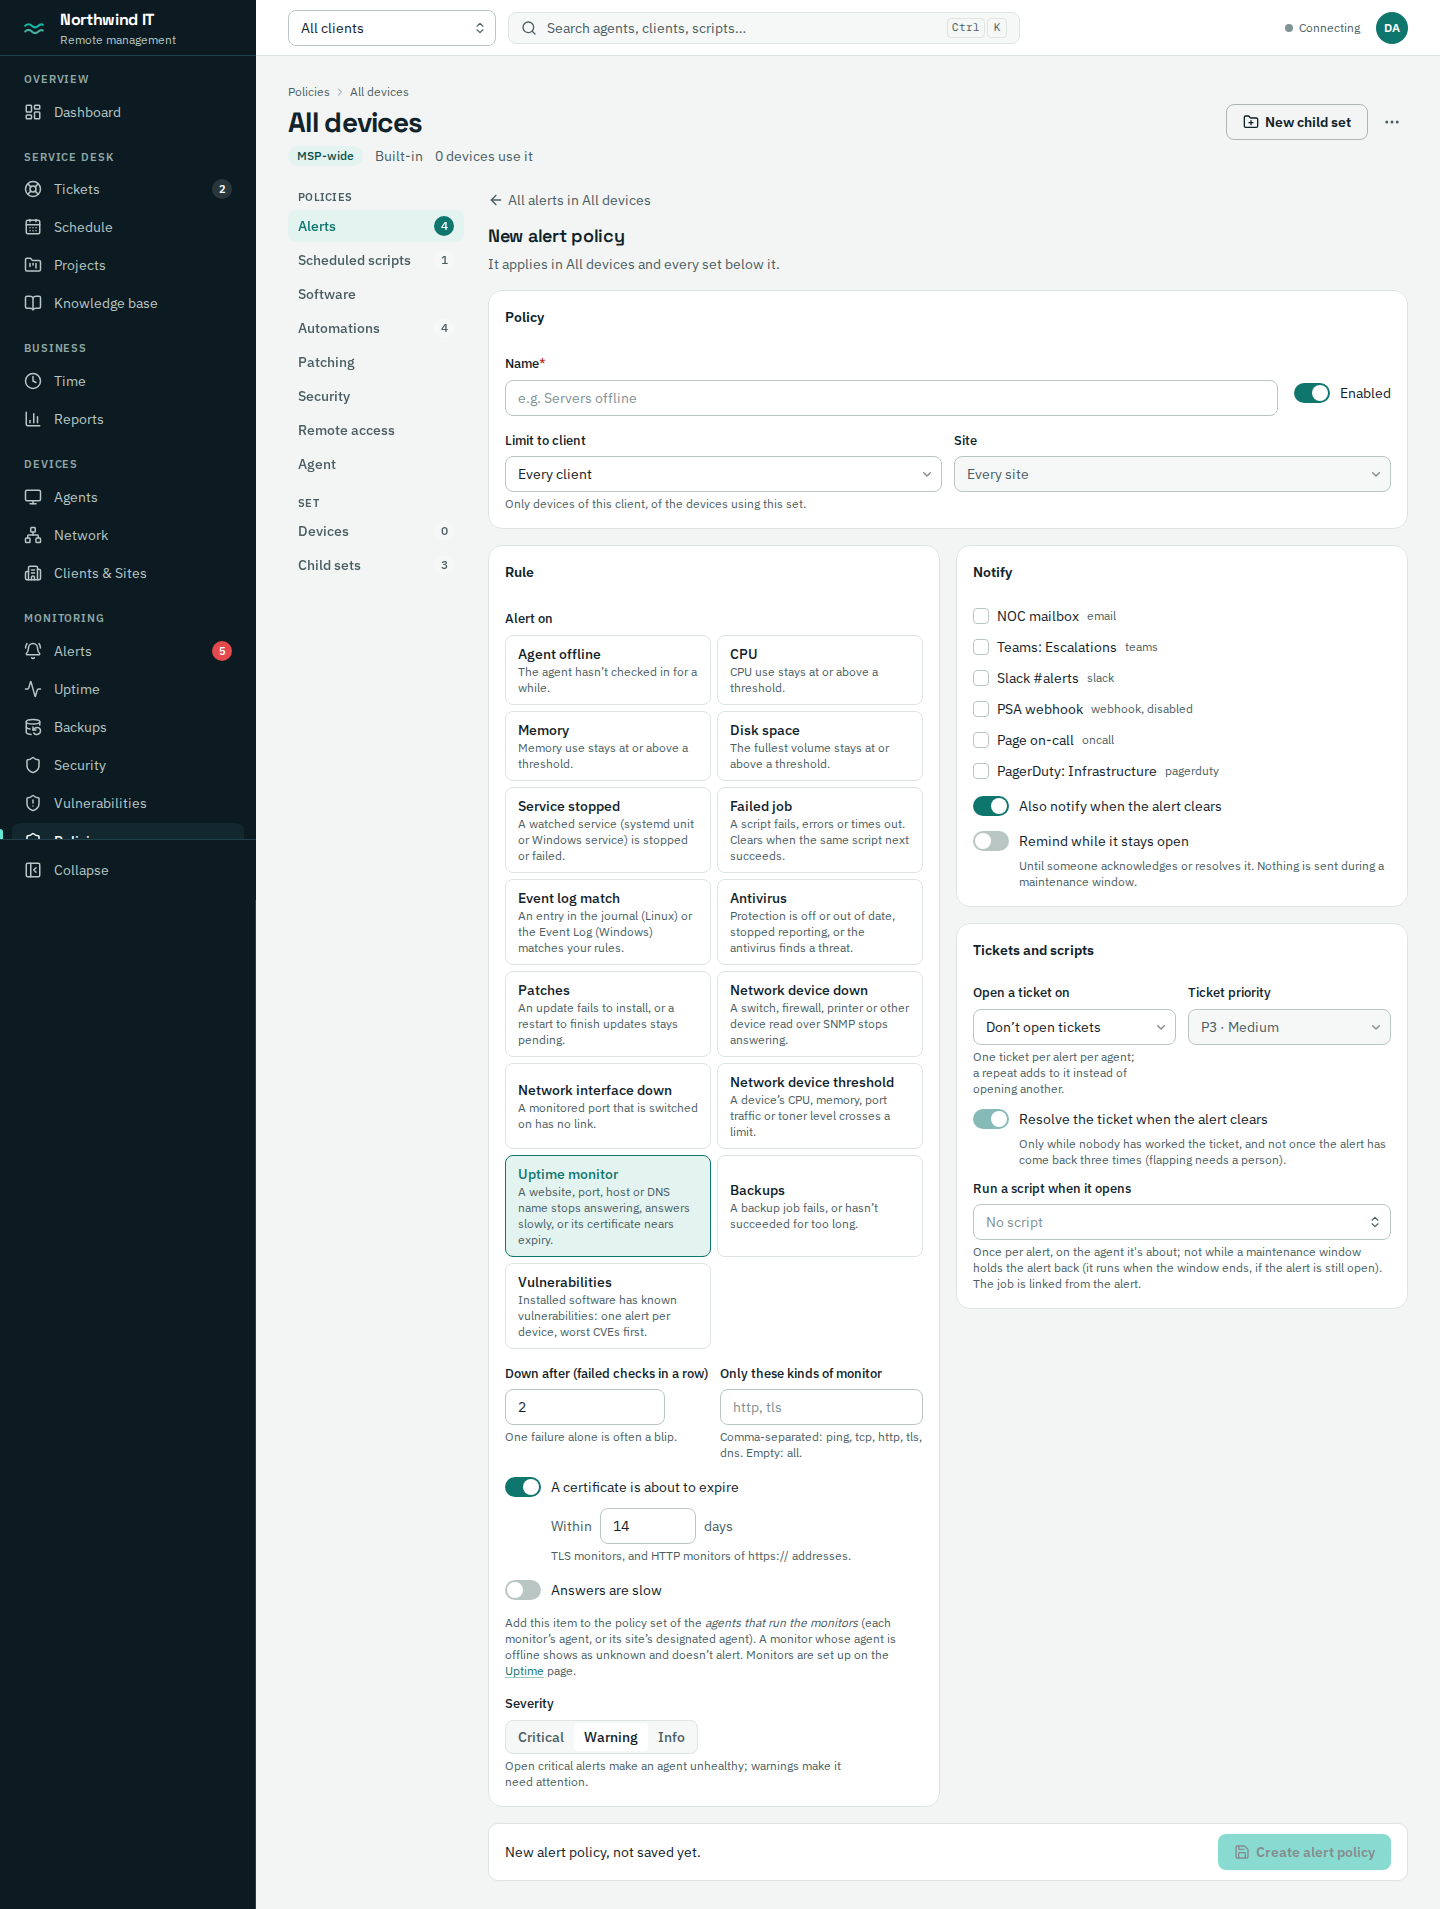 Northwind IT
Remote management
All clients
Search agents, clients, scripts...
Ctrl K
Connecting
DA
OVERVIEW
Dashboard
SERVICE DESK
Tickets 2
Schedule
Projects
Knowledge base
BUSINESS
Time
Reports
DEVICES
Agents
Network
Clients & Sites
MONITORING
Alerts 5
Uptime
Backups
Security
Vulnerabilities
Collapse
Policies > All devices
All devices
MSP-wide Built-in 0 devices use it
New child set
POLICIES
Alerts 4
Scheduled scripts 1
Software
Automations 4
Patching
Security
Remote access
Agent
SET
Devices 0
Child sets 3
All alerts in All devices
New alert policy
It applies in All devices and every set below it.
Policy
Name*
e.g. Servers offline
Enabled
Limit to client
Every client
Only devices of this client, of the devices using this set.
Site
Every site
Rule
Alert on
Agent offline
The agent hasn't checked in for a
while.
CPU
CPU use stays at or above a
threshold.
Memory
Memory use stays at or above a
threshold.
Disk space
The fullest volume stays at or
above a threshold.
Service stopped
A watched service (systemd unit
or Windows service) is stopped
or failed.
Failed job
A script fails, errors or times out.
Clears when the same script next
succeeds.
Event log match
An entry in the journal (Linux) or
the Event Log (Windows)
matches your rules.
Antivirus
Protection is off or out of date,
stopped reporting, or the
antivirus finds a threat.
Patches
An update fails to install, or a
restart to finish updates stays
pending.
Network device down
A switch, firewall, printer or other
device read over SNMP stops
answering.
Network interface down
A monitored port that is switched
on has no link.
Network device threshold
A device's CPU, memory, port
traffic or toner level crosses a
limit.
Uptime monitor
A website, port, host or DNS
name stops answering, answers
slowly, or its certificate nears
expiry.
Backups
A backup job fails, or hasn't
succeeded for too long.
Vulnerabilities
Installed software has known
vulnerabilities: one alert per
device, worst CVEs first.
Down after (failed checks in a row)
2
One failure alone is often a blip.
Only these kinds of monitor
http, tls
Comma-separated: ping, tcp, http, tls,
dns. Empty: all.
A certificate is about to expire
Within 14 days
TLS monitors, and HTTP monitors of https:// addresses.
Answers are slow
Add this item to the policy set of the agents that run the monitors (each
monitor's agent, or its site's designated agent). A monitor whose agent is
offline shows as unknown and doesn't alert. Monitors are set up on the
Uptime page.
Severity
Critical Warning Info
Open critical alerts make an agent unhealthy; warnings make it
need attention.
Notify
NOC mailbox email
Teams: Escalations teams
Slack #alerts slack
PSA webhook webhook, disabled
Page on-call oncall
PagerDuty: Infrastructure pagerduty
Also notify when the alert clears
Remind while it stays open
Until someone acknowledges or resolves it. Nothing is sent during a
maintenance window.
Tickets and scripts
Open a ticket on
Don't open tickets
One ticket per alert per agent;
a repeat adds to it instead of
opening another.
Ticket priority
P3 · Medium
Resolve the ticket when the alert clears
Only while nobody has worked the ticket, and not once the alert has
come back three times (flapping needs a person).
Run a script when it opens
No script
Once per alert, on the agent it's about; not while a maintenance window
holds the alert back (it runs when the window ends, if the alert is still open).
The job is linked from the alert.
New alert policy, not saved yet.
Create alert policy